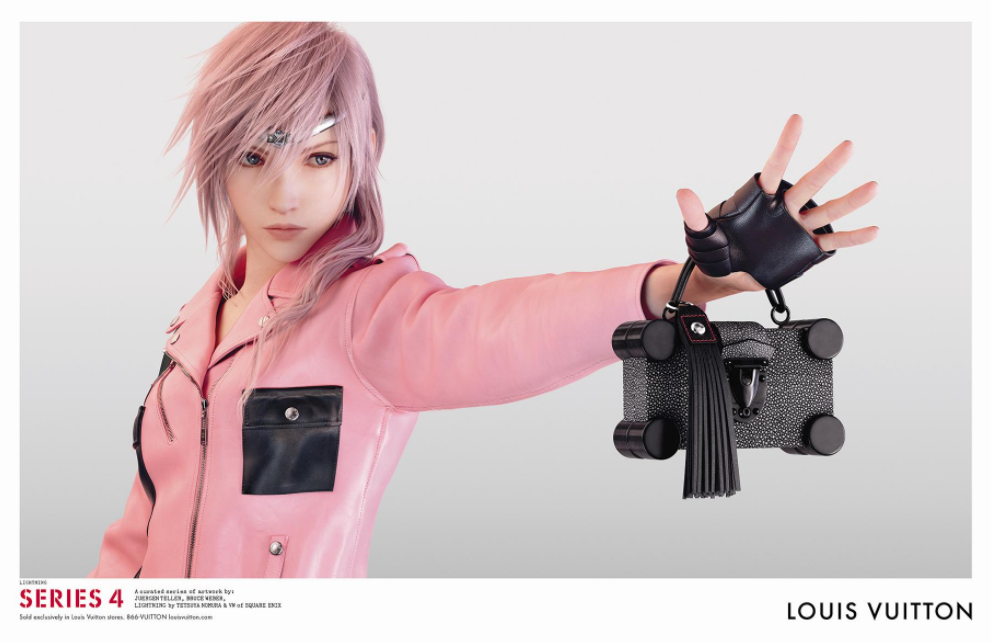 LIGHTNING
SERIES 4
A curated series of artwork by:
JUERGEN TELLER, BRUCE WEBER,
LIGHTNING by TETSUYA NOMURA & VW of SQUARE ENIX
Sold exclusively in Louis Vuitton stores. 866-VUITTON louisvuitton.com
LOUIS VUITTON